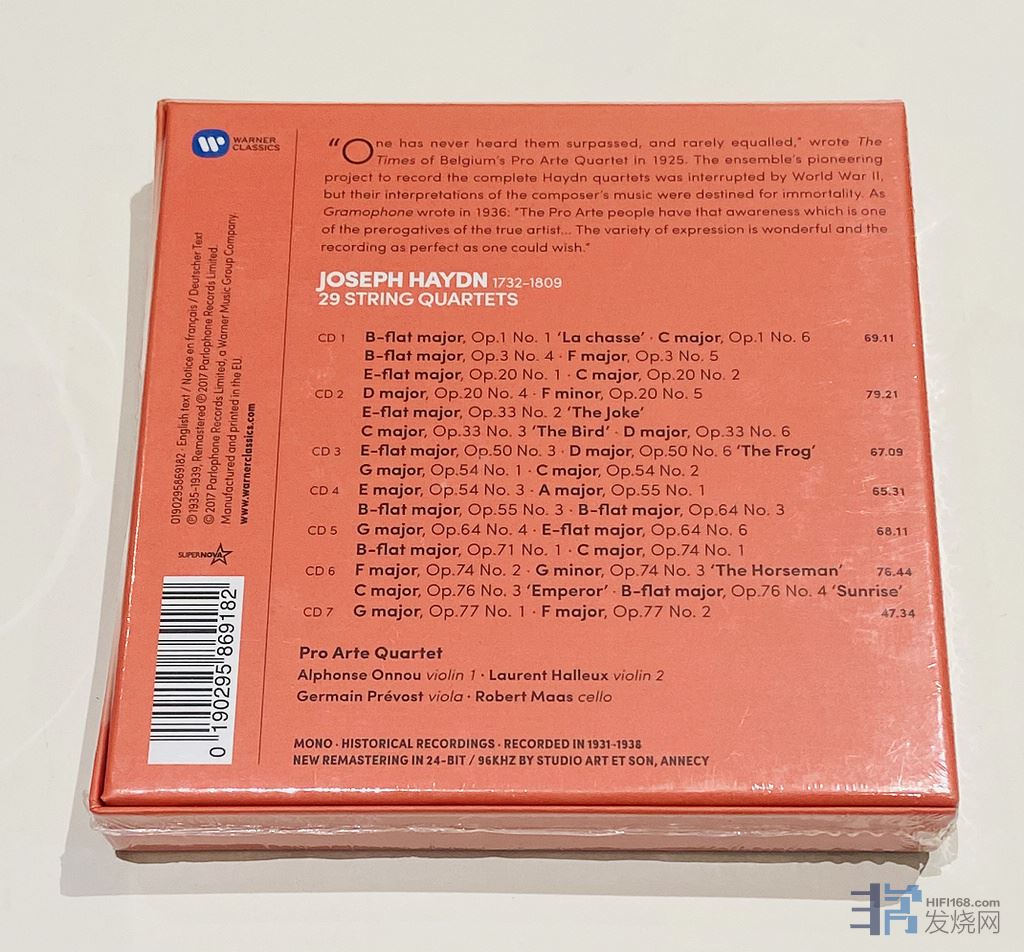 WARNER
CLASSICS
“One has never heard them surpassed, and rarely equalled,” wrote The
Times of Belgium’s Pro Arte Quartet in 1925. The ensemble’s pioneering
project to record the complete Haydn quartets was interrupted by World War II,
but their interpretations of the composer’s music were destined for immortality. As
Gramophone wrote in 1936: “The Pro Arte people have that awareness which is one
of the prerogatives of the true artist... The variety of expression is wonderful and the
recording as perfect as one could wish.”
JOSEPH HAYDN 1732–1809
29 STRING QUARTETS
CD 1 B-flat major, Op.1 No. 1 ‘La chasse’ · C major, Op.1 No. 6 69.11
B-flat major, Op.3 No. 4 · F major, Op.3 No. 5
E-flat major, Op.20 No. 1 · C major, Op.20 No. 2
CD 2 D major, Op.20 No. 4 · F minor, Op.20 No. 5 79.21
E-flat major, Op.33 No. 2 ‘The Joke’
C major, Op.33 No. 3 ‘The Bird’ · D major, Op.33 No. 6
CD 3 E-flat major, Op.50 No. 3 · D major, Op.50 No. 6 ‘The Frog’ 67.09
G major, Op.54 No. 1 · C major, Op.54 No. 2
CD 4 E major, Op.54 No. 3 · A major, Op.55 No. 1 65.31
B-flat major, Op.55 No. 3 · B-flat major, Op.64 No. 3
CD 5 G major, Op.64 No. 4 · E-flat major, Op.64 No. 6 68.11
B-flat major, Op.71 No. 1 · C major, Op.74 No. 1
CD 6 F major, Op.74 No. 2 · G minor, Op.74 No. 3 ‘The Horseman’ 76.44
C major, Op.76 No. 3 ‘Emperor’ · B-flat major, Op.76 No. 4 ‘Sunrise’
CD 7 G major, Op.77 No. 1 · F major, Op.77 No. 2 47.34
Pro Arte Quartet
Alphonse Onnou violin 1 · Laurent Halleux violin 2
Germain Prévost viola · Robert Maas cello
MONO · HISTORICAL RECORDINGS · RECORDED IN 1931-1938
NEW REMASTERING IN 24-BIT / 96KHZ BY STUDIO ART ET SON, ANNECY
0190295869182 · English text / Notice en français / Deutscher Text
℗ 1935-1939, Remastered ℗ 2017 Parlophone Records Limited.
© 2017 Parlophone Records Limited, a Warner Music Group Company.
Manufactured and printed in the EU.
www.warnerclassics.com
SUPERNOVA
0 190295 869182
HIFI168.com
发烧网